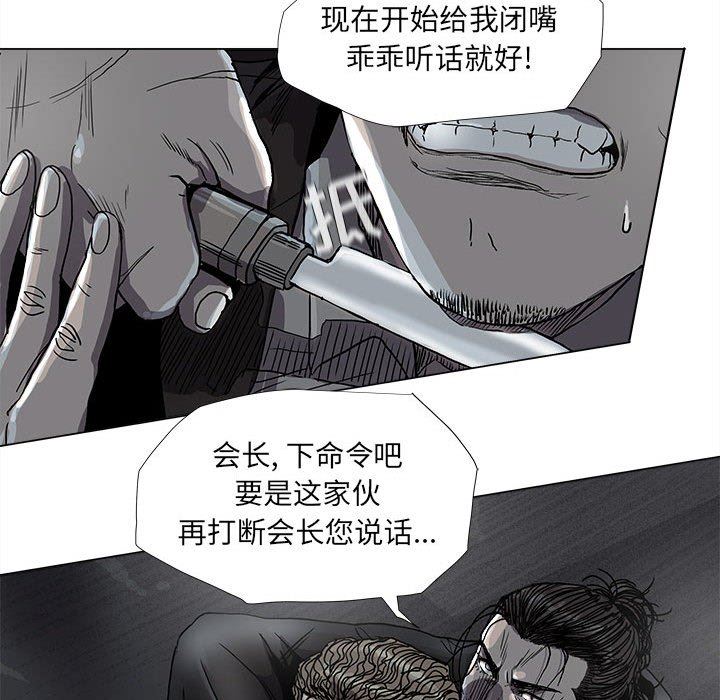 现在开始给我闭嘴
乖乖听话就好!
抵
会长, 下命令吧
要是这家伙
再打断会长您说话...